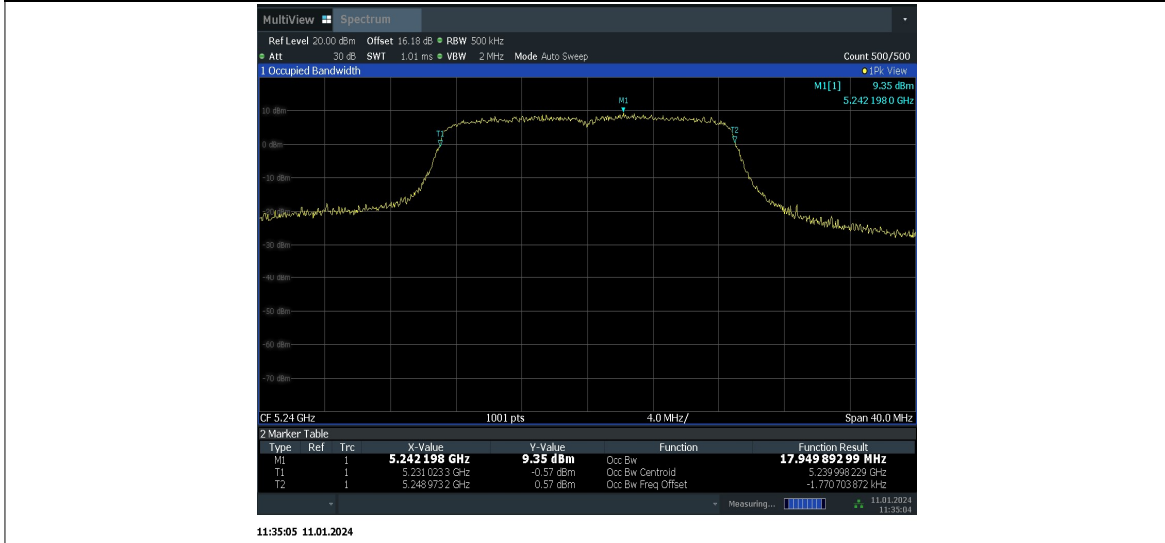 MultiView Spectrum
Ref Level 20.00 dBm Offset 16.18 dB RBW 500 kHz
Att 30 dB SWT 1.01 ms VBW 2 MHz Mode Auto Sweep Count 500/500
1 Occupied Bandwidth 1Pk View
M1[1] 9.35 dBm
5.242 198 0 GHz
M1
10 dBm
T1 T2
0 dBm
-10 dBm
-20 dBm
-30 dBm
-40 dBm
-50 dBm
-60 dBm
-70 dBm
CF 5.24 GHz 1001 pts 4.0 MHz/ Span 40.0 MHz
2 Marker Table
Type Ref Trc X-Value Y-Value Function Function Result
M1 1 5.242 198 GHz 9.35 dBm Occ Bw 17.949 892 99 MHz
T1 1 5.231 023 3 GHz -0.57 dBm Occ Bw Centroid 5.239 998 229 GHz
T2 1 5.248 973 2 GHz 0.57 dBm Occ Bw Freq Offset -1.770 703 872 kHz
Measuring... 11.01.2024
11:35:04
11:35:05 11.01.2024